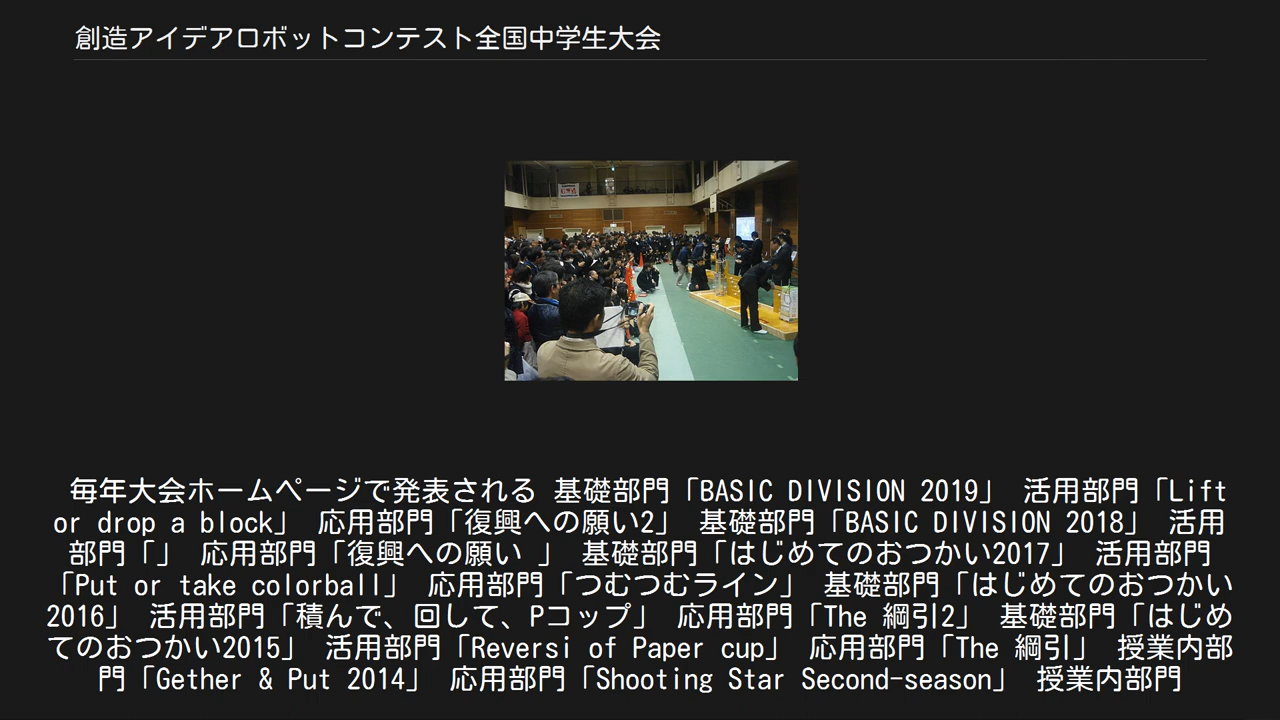 創造アイデアロボットコンテスト全国中学生大会
毎年大会ホームページで発表される 基礎部門「BASIC DIVISION 2019」 活用部門「Lift
or drop a block」 応用部門「復興への願い2」 基礎部門「BASIC DIVISION 2018」 活用
部門「」 応用部門「復興への願い 」 基礎部門「はじめてのおつかい2017」 活用部門
「Put or take colorball」 応用部門「つむつむライン」 基礎部門「はじめてのおつかい
2016」 活用部門「積んで、回して、Pコップ」 応用部門「The 綱引2」 基礎部門「はじめ
てのおつかい2015」 活用部門「Reversi of Paper cup」 応用部門「The 綱引」 授業内部
門「Gether & Put 2014」 応用部門「Shooting Star Second-season」 授業内部門